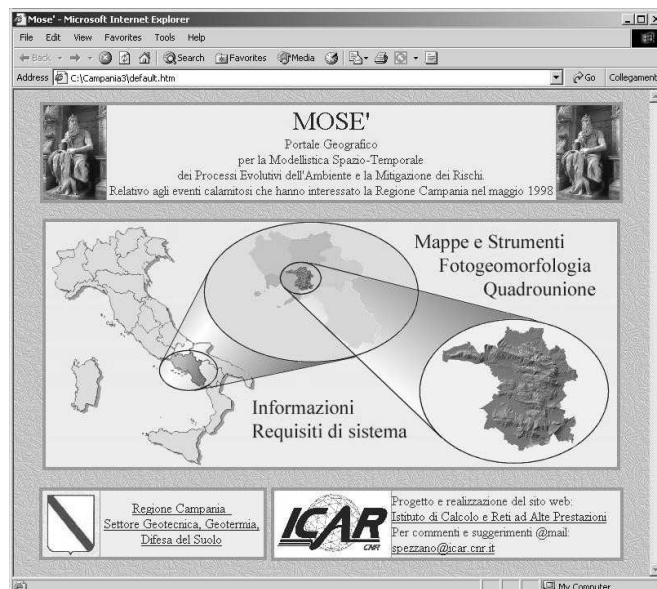 Mose' - Microsoft Internet Explorer
File Edit View Favorites Tools Help
Back Search Favorites Media
Address C:\Campania3\default.htm Go Collegament
MOSE'
Portale Geografico
per la Modellistica Spazio-Temporale
dei Processi Evolutivi dell'Ambiente e la Mitigazione dei Rischi.
Relativo agli eventi calamitosi che hanno interessato la Regione Campania nel maggio 1998
Mappe e Strumenti
Fotogeomorfologia
Quadrounione
Informazioni
Requisiti di sistema
Regione Campania
Settore Geotecnica, Geotermia,
Difesa del Suolo
ICAR
CNR
Progetto e realizzazione del sito web:
Istituto di Calcolo e Reti ad Alte Prestazioni
Per commenti e suggerimenti @mail:
spezzano@icar.cnr.it
My Computer